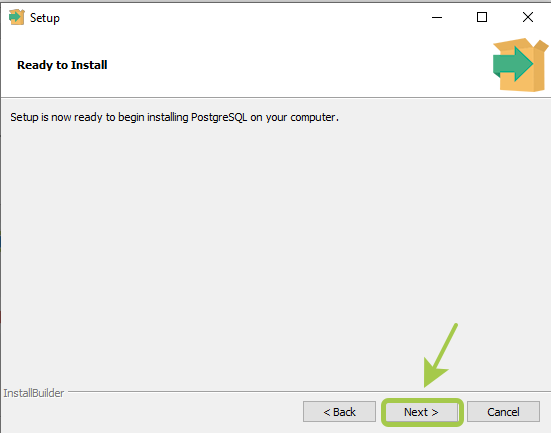 Setup
Ready to Install
Setup is now ready to begin installing PostgreSQL on your computer.
InstallBuilder
< Back
Next >
Cancel